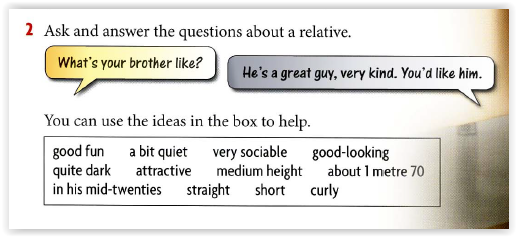 2 Ask and answer the questions about a relative.
What's your brother like?
He's a great guy, very kind. You'd like him.
You can use the ideas in the box to help.
good fun a bit quiet very sociable good-looking
quite dark attractive medium height about 1 metre 70
in his mid-twenties straight short curly